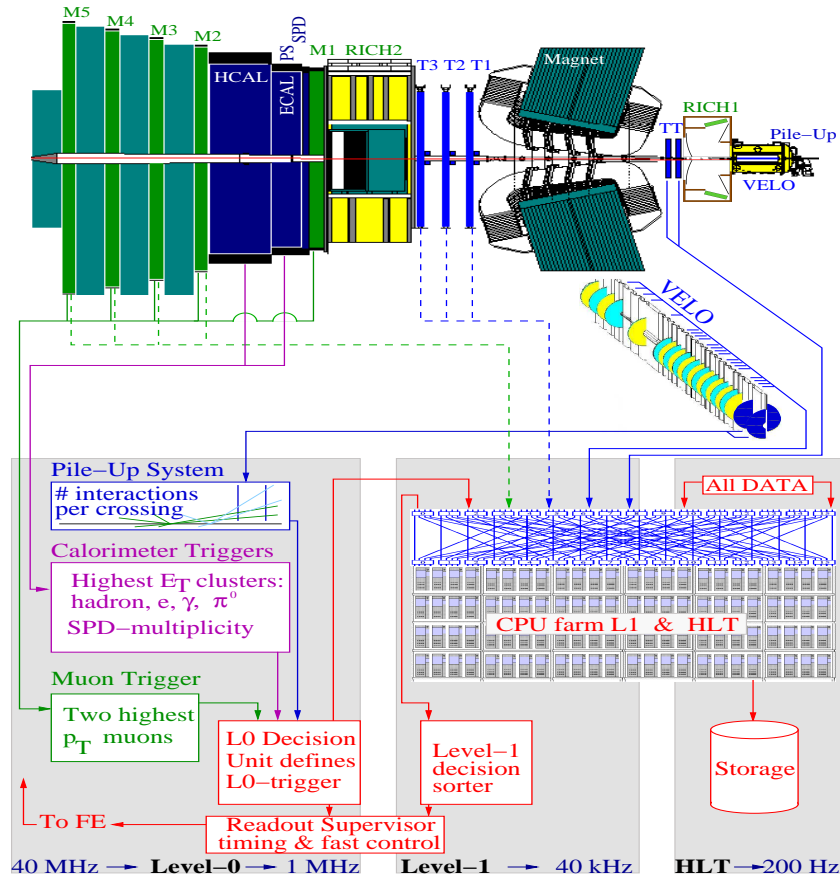 M5
M4
M3
M2
HCAL
PS
SPD
ECAL
M1 RICH2
T3 T2 T1
Magnet
RICH1
TT
Pile-Up
VELO
VELO
Pile-Up System
# interactions
per crossing
Calorimeter Triggers
Highest ET clusters:
hadron, e, γ, π⁰
SPD-multiplicity
Muon Trigger
Two highest
pT muons
L0 Decision
Unit defines
L0-trigger
To FE
Readout Supervisor
timing & fast control
All DATA
CPU farm L1 & HLT
Level-1
decision
sorter
Storage
40 MHz → Level-0 → 1 MHz
Level-1 → 40 kHz
HLT → 200 Hz